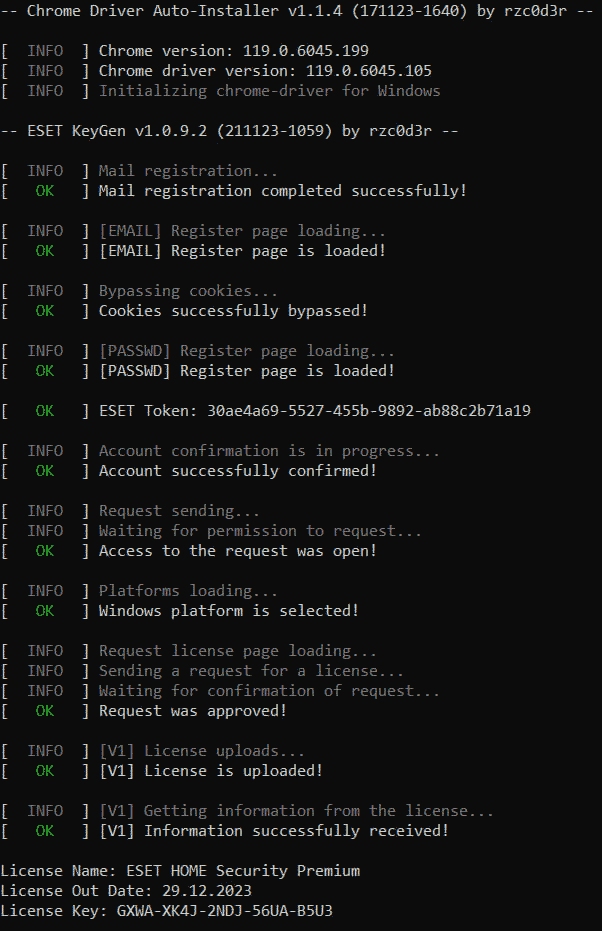 -- Chrome Driver Auto-Installer v1.1.4 (171123-1640) by rzc0d3r --
[ INFO ] Chrome version: 119.0.6045.199
[ INFO ] Chrome driver version: 119.0.6045.105
[ INFO ] Initializing chrome-driver for Windows
-- ESET KeyGen v1.0.9.2 (211123-1059) by rzc0d3r --
[ INFO ] Mail registration...
[ OK ] Mail registration completed successfully!
[ INFO ] [EMAIL] Register page loading...
[ OK ] [EMAIL] Register page is loaded!
[ INFO ] Bypassing cookies...
[ OK ] Cookies successfully bypassed!
[ INFO ] [PASSWD] Register page loading...
[ OK ] [PASSWD] Register page is loaded!
[ OK ] ESET Token: 30ae4a69-5527-455b-9892-ab88c2b71a19
[ INFO ] Account confirmation is in progress...
[ OK ] Account successfully confirmed!
[ INFO ] Request sending...
[ INFO ] Waiting for permission to request...
[ OK ] Access to the request was open!
[ INFO ] Platforms loading...
[ OK ] Windows platform is selected!
[ INFO ] Request license page loading...
[ INFO ] Sending a request for a license...
[ INFO ] Waiting for confirmation of request...
[ OK ] Request was approved!
[ INFO ] [V1] License uploads...
[ OK ] [V1] License is uploaded!
[ INFO ] [V1] Getting information from the license...
[ OK ] [V1] Information successfully received!
License Name: ESET HOME Security Premium
License Out Date: 29.12.2023
License Key: GXWA-XK4J-2NDJ-56UA-B5U3